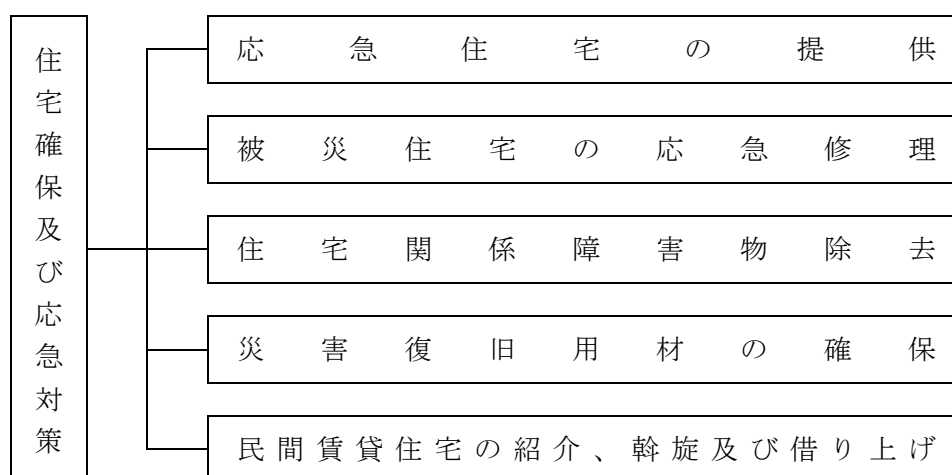 住宅確保及び応急対策
応急住宅の提供
被災住宅の応急修理
住宅関係障害物除去
災害復旧用材の確保
民間賃貸住宅の紹介、斡旋及び借り上げ